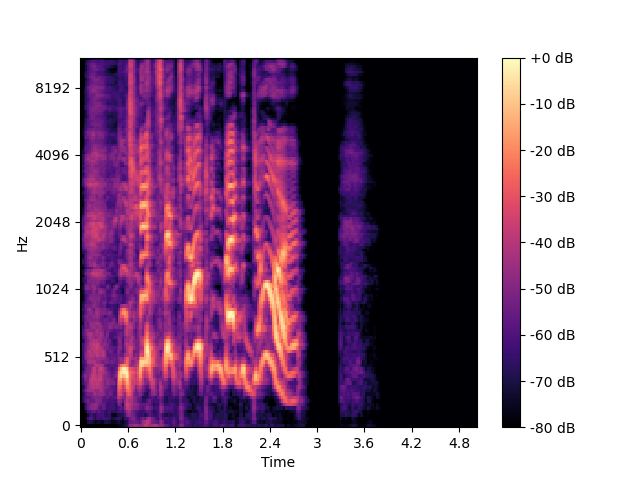 +0 dB
8192
-10 dB
4096
-20 dB
-30 dB
2048
Hz
-40 dB
1024
-50 dB
-60 dB
512
-70 dB
0
-80 dB
0 0.6 1.2 1.8 2.4 3 3.6 4.2 4.8
Time